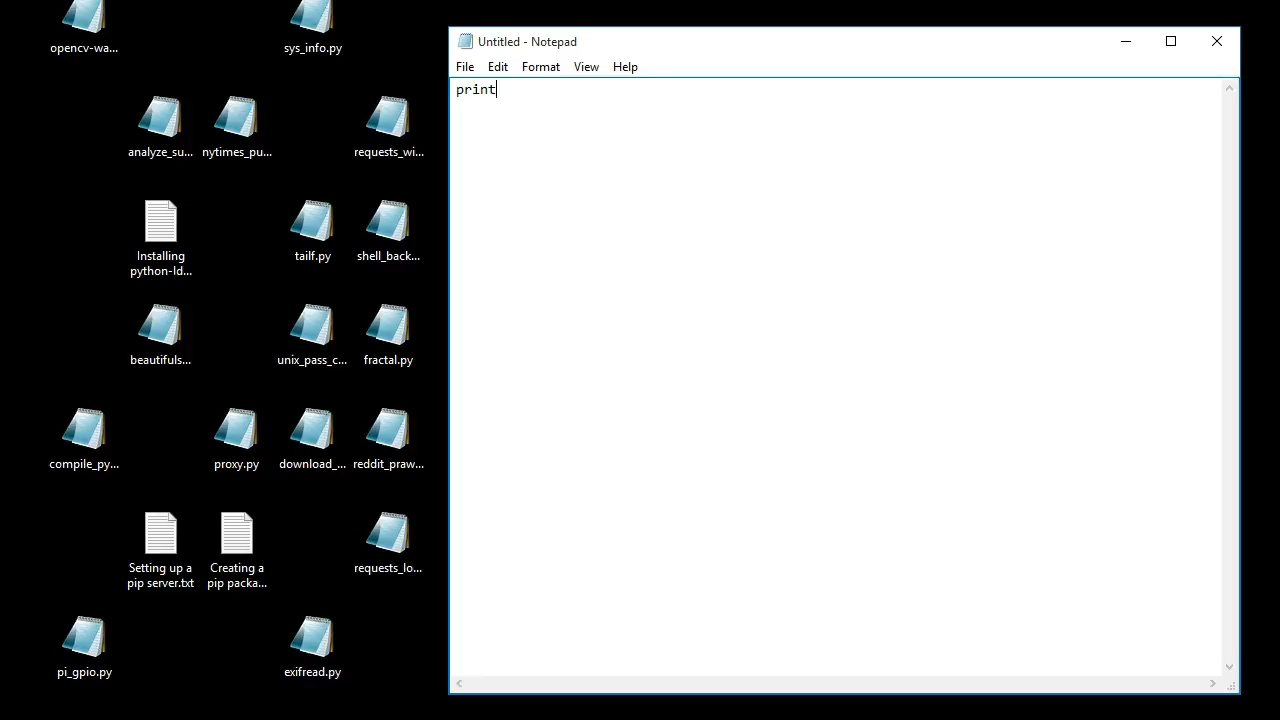 opencv-wa...
sys_info.py
analyze_su...
nytimes_pu...
requests_wi...
Installing
python-ld...
tailf.py
shell_back...
beautifuls...
unix_pass_c...
fractal.py
compile_py...
proxy.py
download_...
reddit_praw...
Setting up a
pip server.txt
Creating a
pip packa...
requests_lo...
pi_gpio.py
exifread.py
Untitled - Notepad
File Edit Format View Help
print